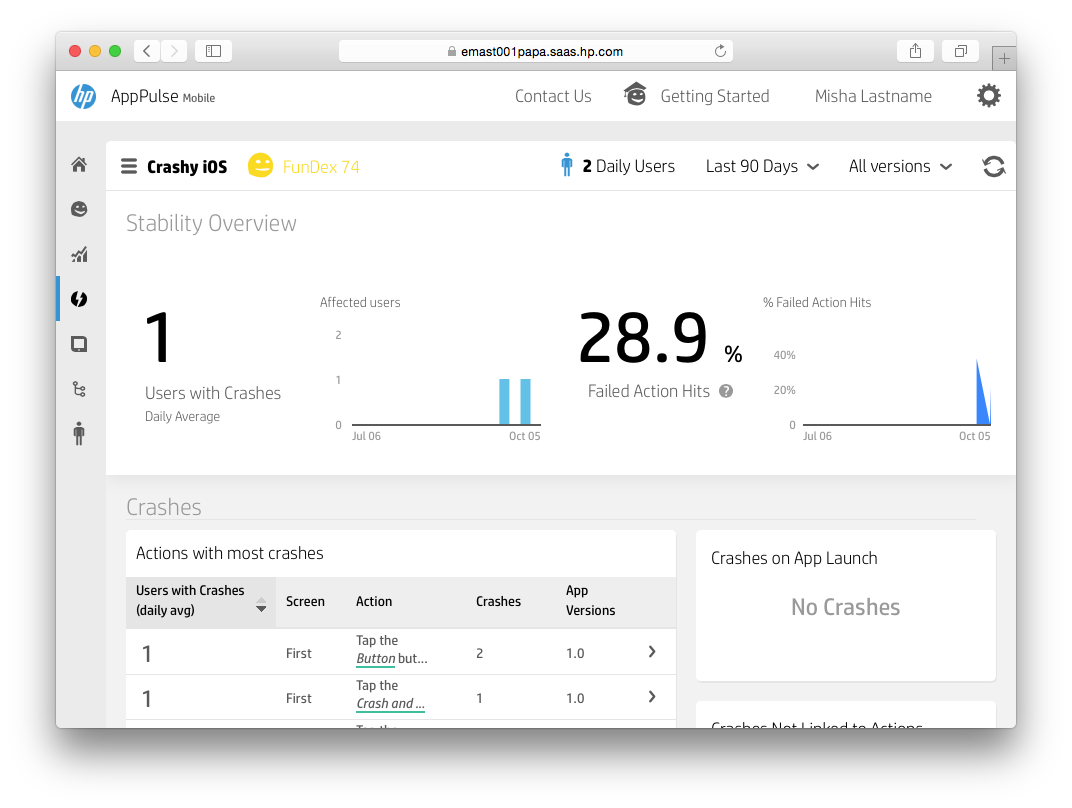 emast001papa.saas.hp.com
hp AppPulse Mobile
Contact Us
Getting Started
Misha Lastname
Crashy iOS
FunDex 74
2 Daily Users
Last 90 Days
All versions
Stability Overview
1
Users with Crashes
Daily Average
Affected users
2
1
0
Jul 06
Oct 05
28.9 %
Failed Action Hits ?
% Failed Action Hits
40%
20%
0
Jul 06
Oct 05
Crashes
Actions with most crashes
Users with Crashes
(daily avg)
Screen
Action
Crashes
App
Versions
1
First
Tap the
Button but...
2
1.0
1
First
Tap the
Crash and ...
1
1.0
Crashes on App Launch
No Crashes
Crashes Not Linked to Actions